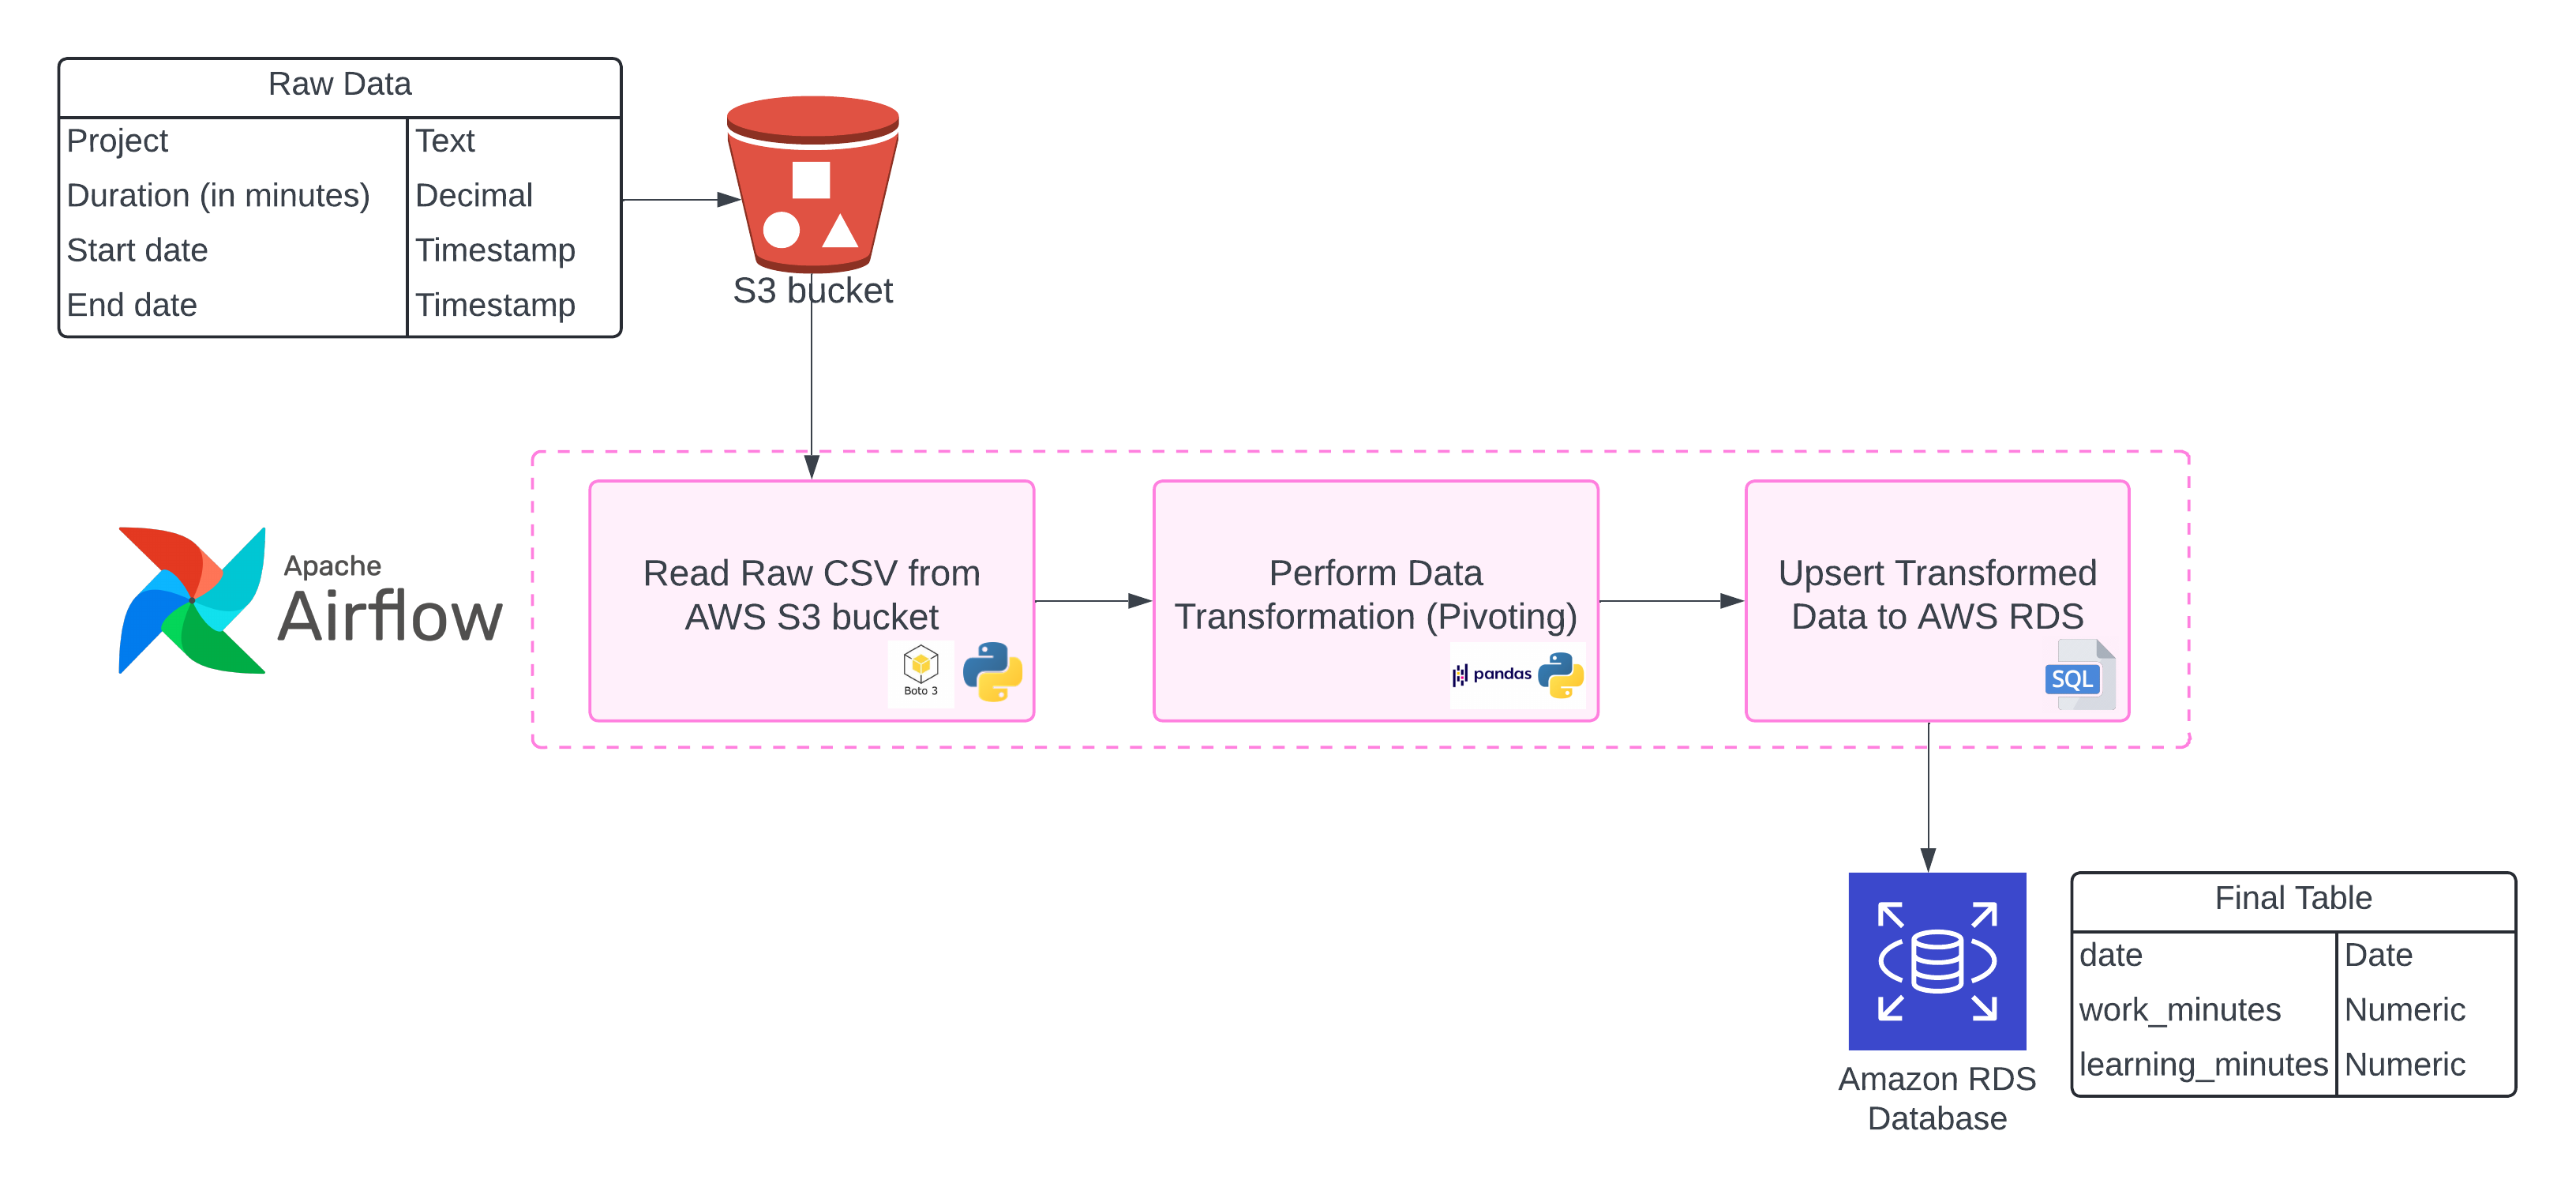 Raw Data
Project Text
Duration (in minutes) Decimal
Start date Timestamp
End date Timestamp
S3 bucket
Apache
Airflow
Read Raw CSV from
AWS S3 bucket
Boto 3
Perform Data
Transformation (Pivoting)
pandas
Upsert Transformed
Data to AWS RDS
SQL
Amazon RDS
Database
Final Table
date Date
work_minutes Numeric
learning_minutes Numeric